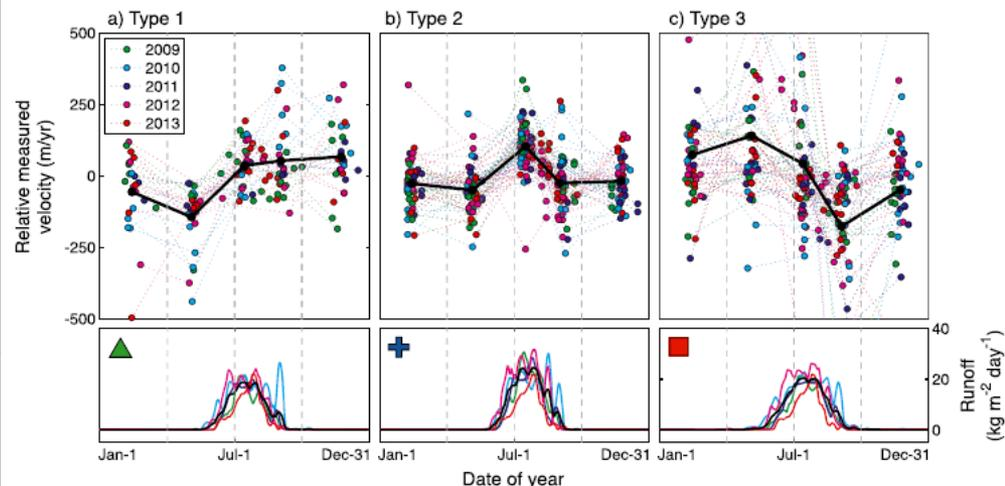 a) Type 1
b) Type 2
c) Type 3
Relative measured
velocity (m/yr)
500
250
0
-250
-500
2009
2010
2011
2012
2013
40
20
0
Runoff
(kg m-2 day-1)
Jan-1 Jul-1 Dec-31 Jan-1 Jul-1 Dec-31 Jan-1 Jul-1 Dec-31
Date of year